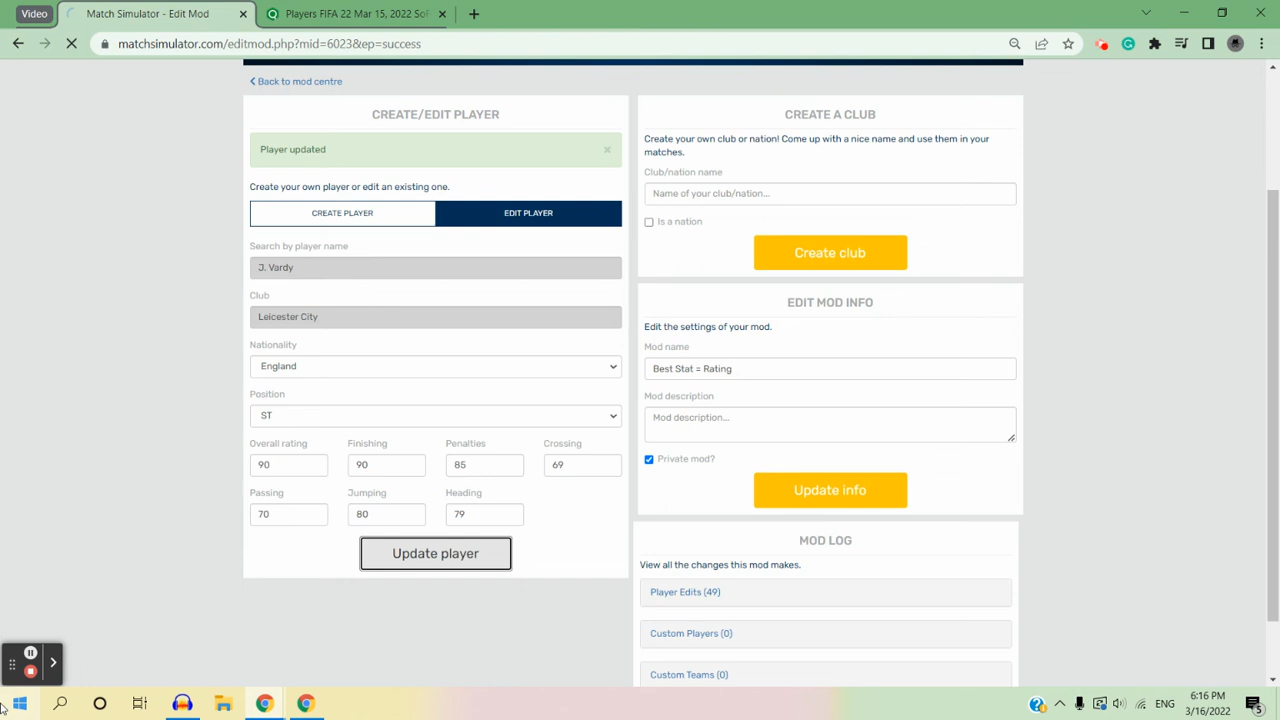 Video
Match Simulator - Edit Mod
Players FIFA Mar 15, 2022 SoF
matchsimulator.com/editmod.php?mid=6023&ep=success
Back to mod centre
CREATE/EDIT PLAYER
Player updated
×
Create your own player or edit an existing one.
CREATE PLAYER
EDIT PLAYER
Search by player name
J. Vardy
Club
Leicester City
Nationality
England
Position
ST
Overall rating Finishing Penalties Crossing
90 90 85 69
Passing Jumping Heading
70 80 79
Update player
CREATE A CLUB
Create your own club or nation! Come up with a nice name and use them in your
matches.
Club/nation name
Name of your club/nation...
Is a nation
Create club
EDIT MOD INFO
Edit the settings of your mod.
Mod name
Best Stat = Rating
Mod description
Mod description...
Private mod?
Update info
MOD LOG
View all the changes this mod makes.
Player Edits (49)
Custom Players (0)
Custom Teams (0)
ENG
6:16 PM
3/16/2022
5